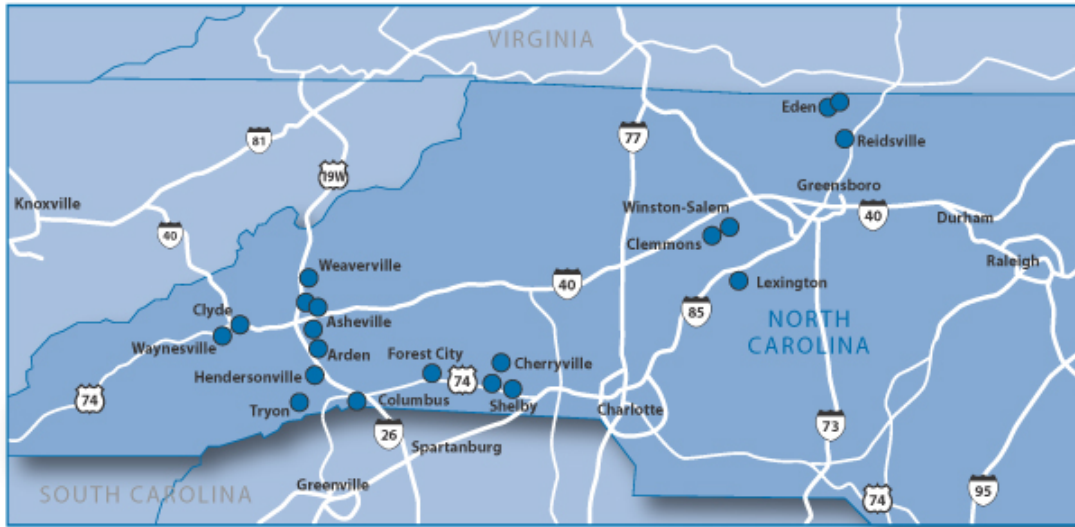 VIRGINIA
Eden
77
81
Reidsville
19W
Greensboro
Knoxville
Winston-Salem
40
Durham
40
Clemmons
Raleigh
Weaverville
Lexington
40
Clyde
85
Asheville
NORTH
CAROLINA
Waynesville
Arden
Forest City
Cherryville
Hendersonville
74
74
Columbus
Shelby
Charlotte
Tryon
73
26
Spartanburg
Greenville
SOUTH CAROLINA
74
95